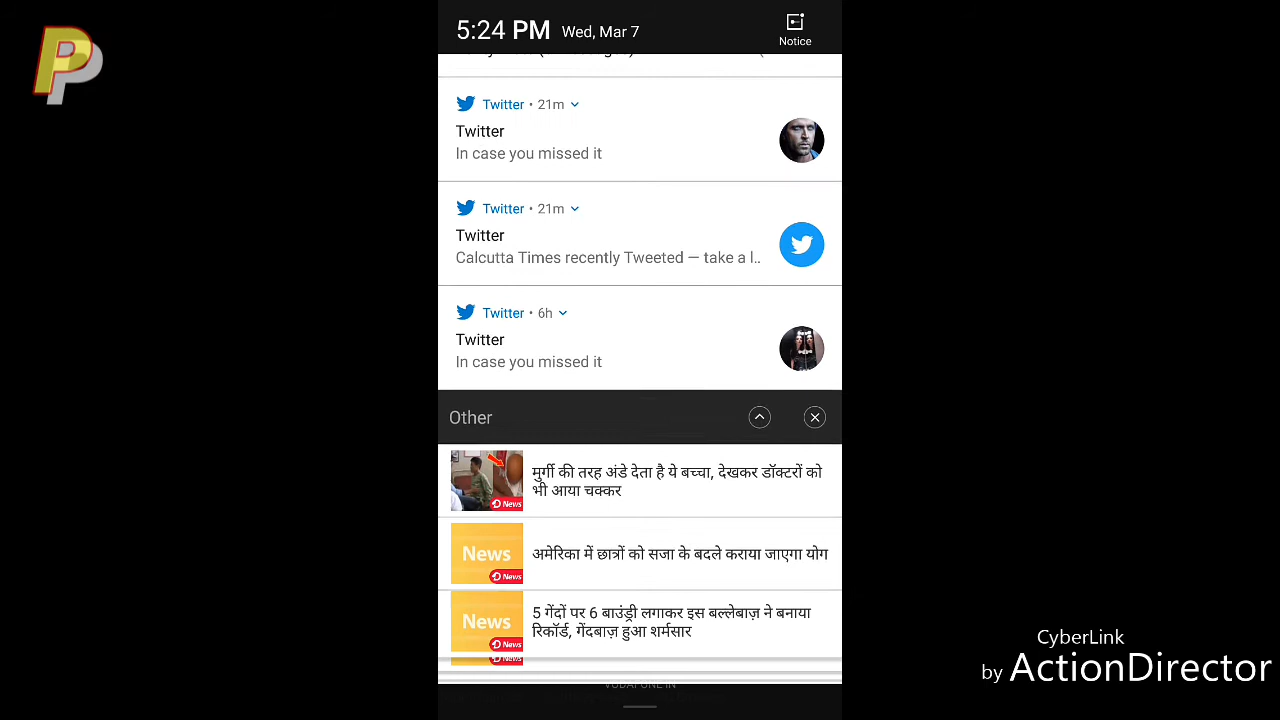 5:24 PM Wed, Mar 7
Notice
Twitter • 21m
Twitter
In case you missed it
Twitter • 21m
Twitter
Calcutta Times recently Tweeted — take a l..
Twitter • 6h
Twitter
In case you missed it
Other
मुर्गी की तरह अंडे देता है ये बच्चा, देखकर डॉक्टरों को
भी आया चक्कर
News
News
अमेरिका में छात्रों को सजा के बदले कराया जाएगा योग
News
5 गेंदों पर 6 बाउंड्री लगाकर इस बल्लेबाज़ ने बनाया
रिकॉर्ड, गेंदबाज़ हुआ शर्मसार
News
News
News
VODAFONE IN
CyberLink
by ActionDirector